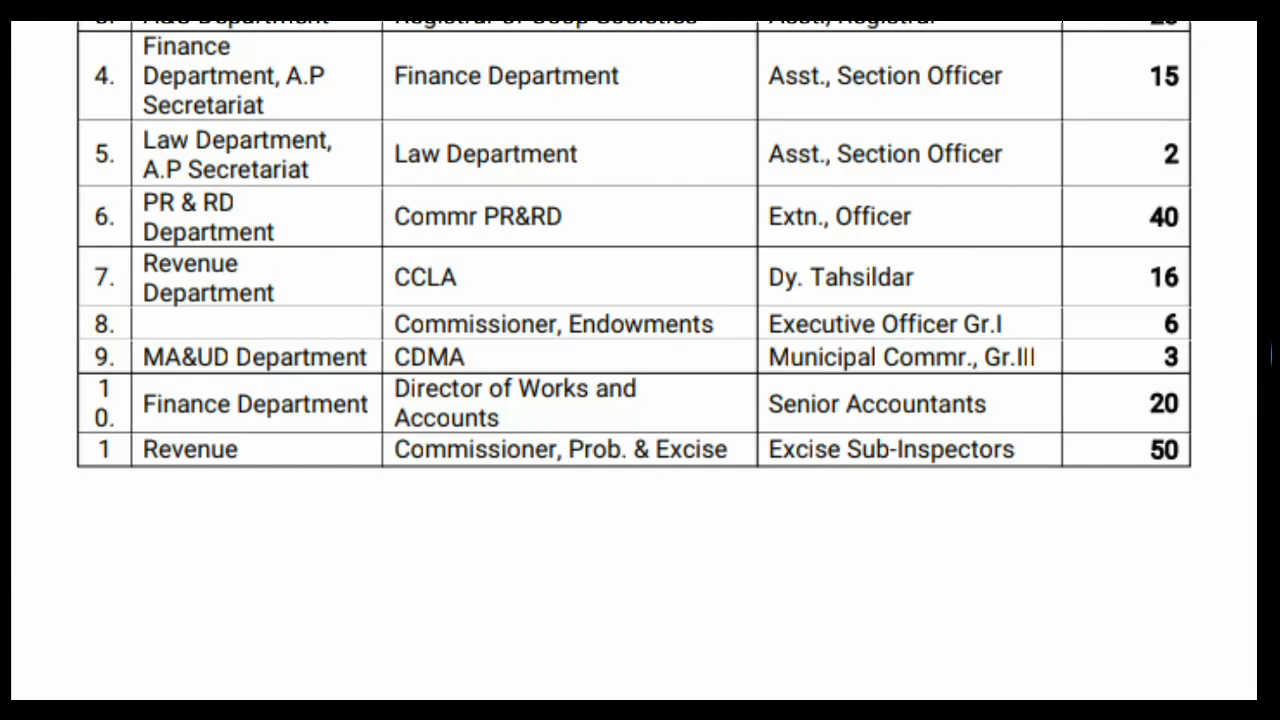 4. Finance Department, A.P Secretariat Finance Department Asst., Section Officer 15
5. Law Department, A.P Secretariat Law Department Asst., Section Officer 2
6. PR & RD Department Commr PR&RD Extn., Officer 40
7. Revenue Department CCLA Dy. Tahsildar 16
8. Commissioner, Endowments Executive Officer Gr.I 6
9. MA&UD Department CDMA Municipal Commr., Gr.III 3
10. Finance Department Director of Works and Accounts Senior Accountants 20
1 Revenue Commissioner, Prob. & Excise Excise Sub-Inspectors 50